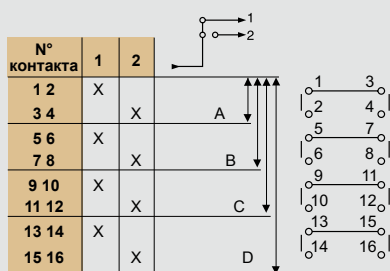 1
2
N° контакта 1 2
1 2 X
3 4 X A
5 6 X
7 8 X B
9 10 X
11 12 X C
13 14 X
15 16 X D
1 3
2 4
5 7
6 8
9 11
10 12
13 15
14 16